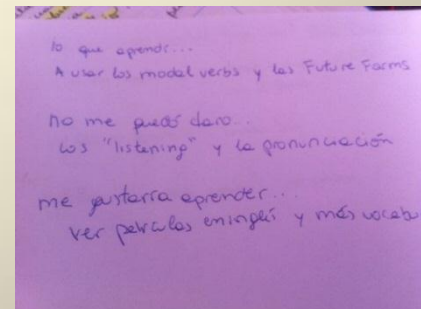 lo que aprendí...
A usar los modal verbs y las Future Forms
no me quedó claro...
Los "listening" y la pronunciación
me gustaría aprender...
ver películas en inglés y más vocabu